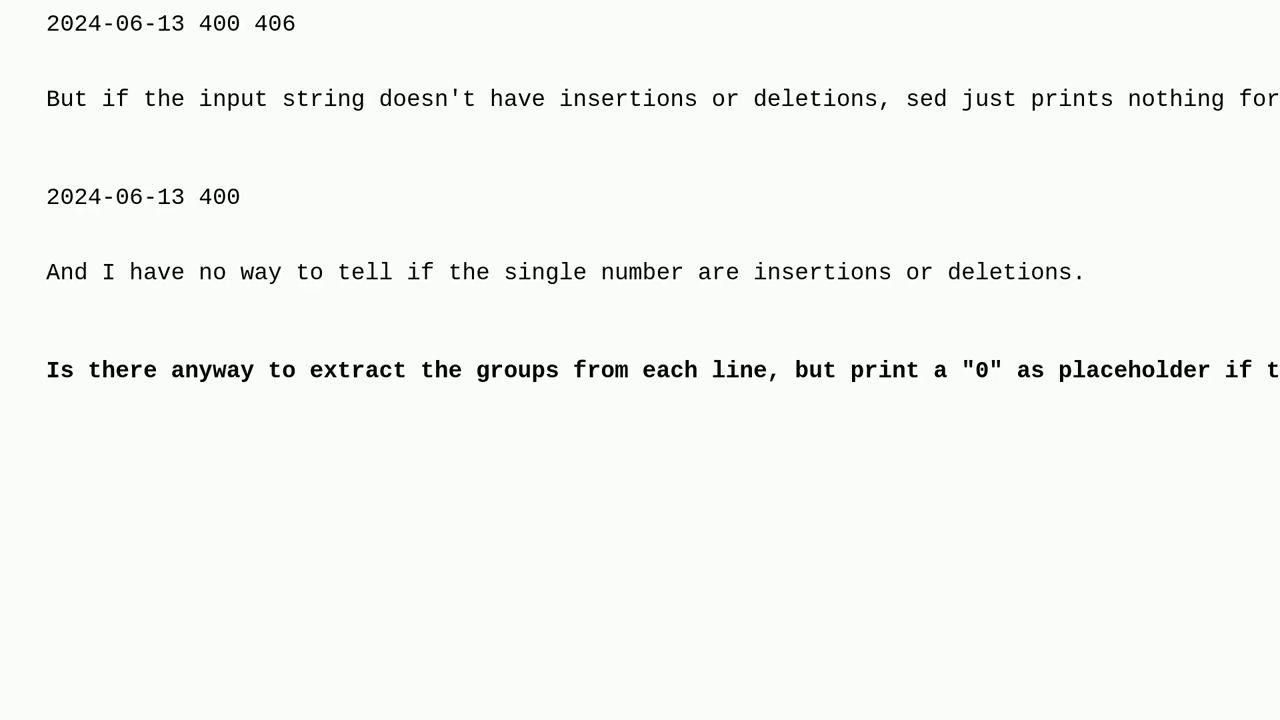 2024-06-13 400 406
But if the input string doesn't have insertions or deletions, sed just prints nothing for
2024-06-13 400
And I have no way to tell if the single number are insertions or deletions.
Is there anyway to extract the groups from each line, but print a "0" as placeholder if